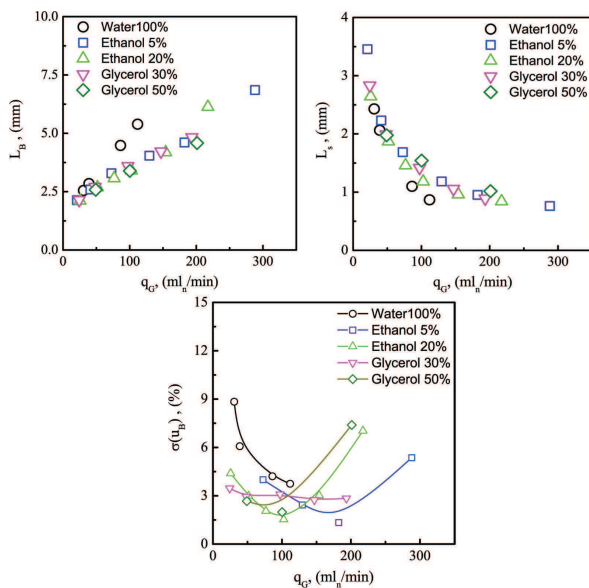 10.0
7.5
5.0
2.5
0.0
L_B , (mm)
Water100%
Ethanol 5%
Ethanol 20%
Glycerol 30%
Glycerol 50%
0 100 200 300
q_G, (ml_n/min)
4
3
2
1
0
L_s , (mm)
Water100%
Ethanol 5%
Ethanol 20%
Glycerol 30%
Glycerol 50%
0 100 200 300
q_G, (ml_n/min)
15
12
9
6
3
0
σ(u_B) , (%)
Water100%
Ethanol 5%
Ethanol 20%
Glycerol 30%
Glycerol 50%
0 100 200 300
q_G, (ml_n/min)